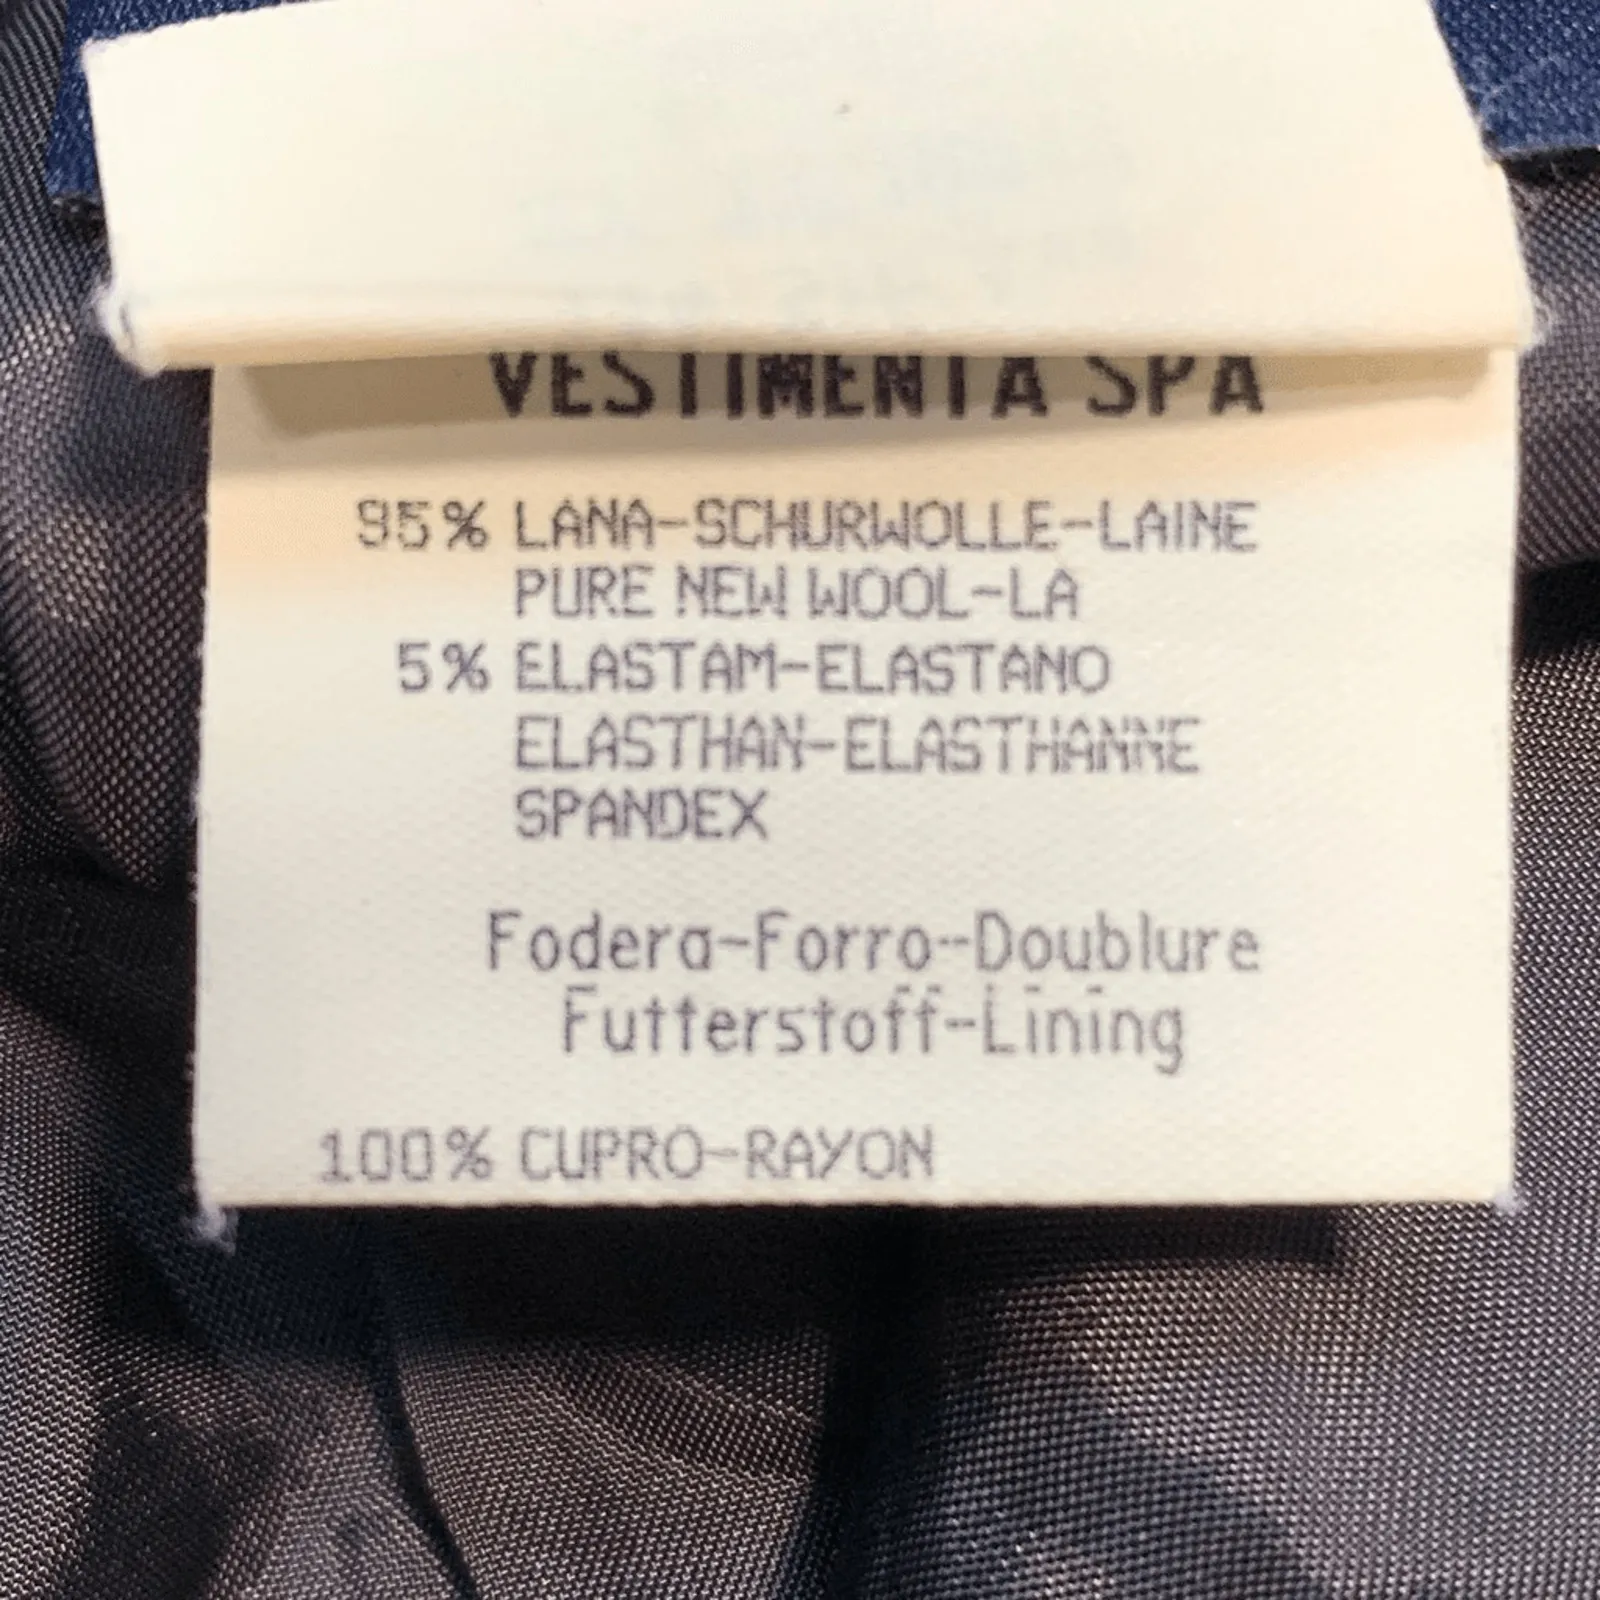 VESTIMENTA SPA
95% LANA-SCHURWOLLE-LAINE
PURE NEW WOOL-LA
5% ELASTAM-ELASTANO
ELASTHAN-ELASTHANNE
SPANDEX
Fodera-Forro-Doublure
Futterstoff-Lining
100% CUPRO-RAYON